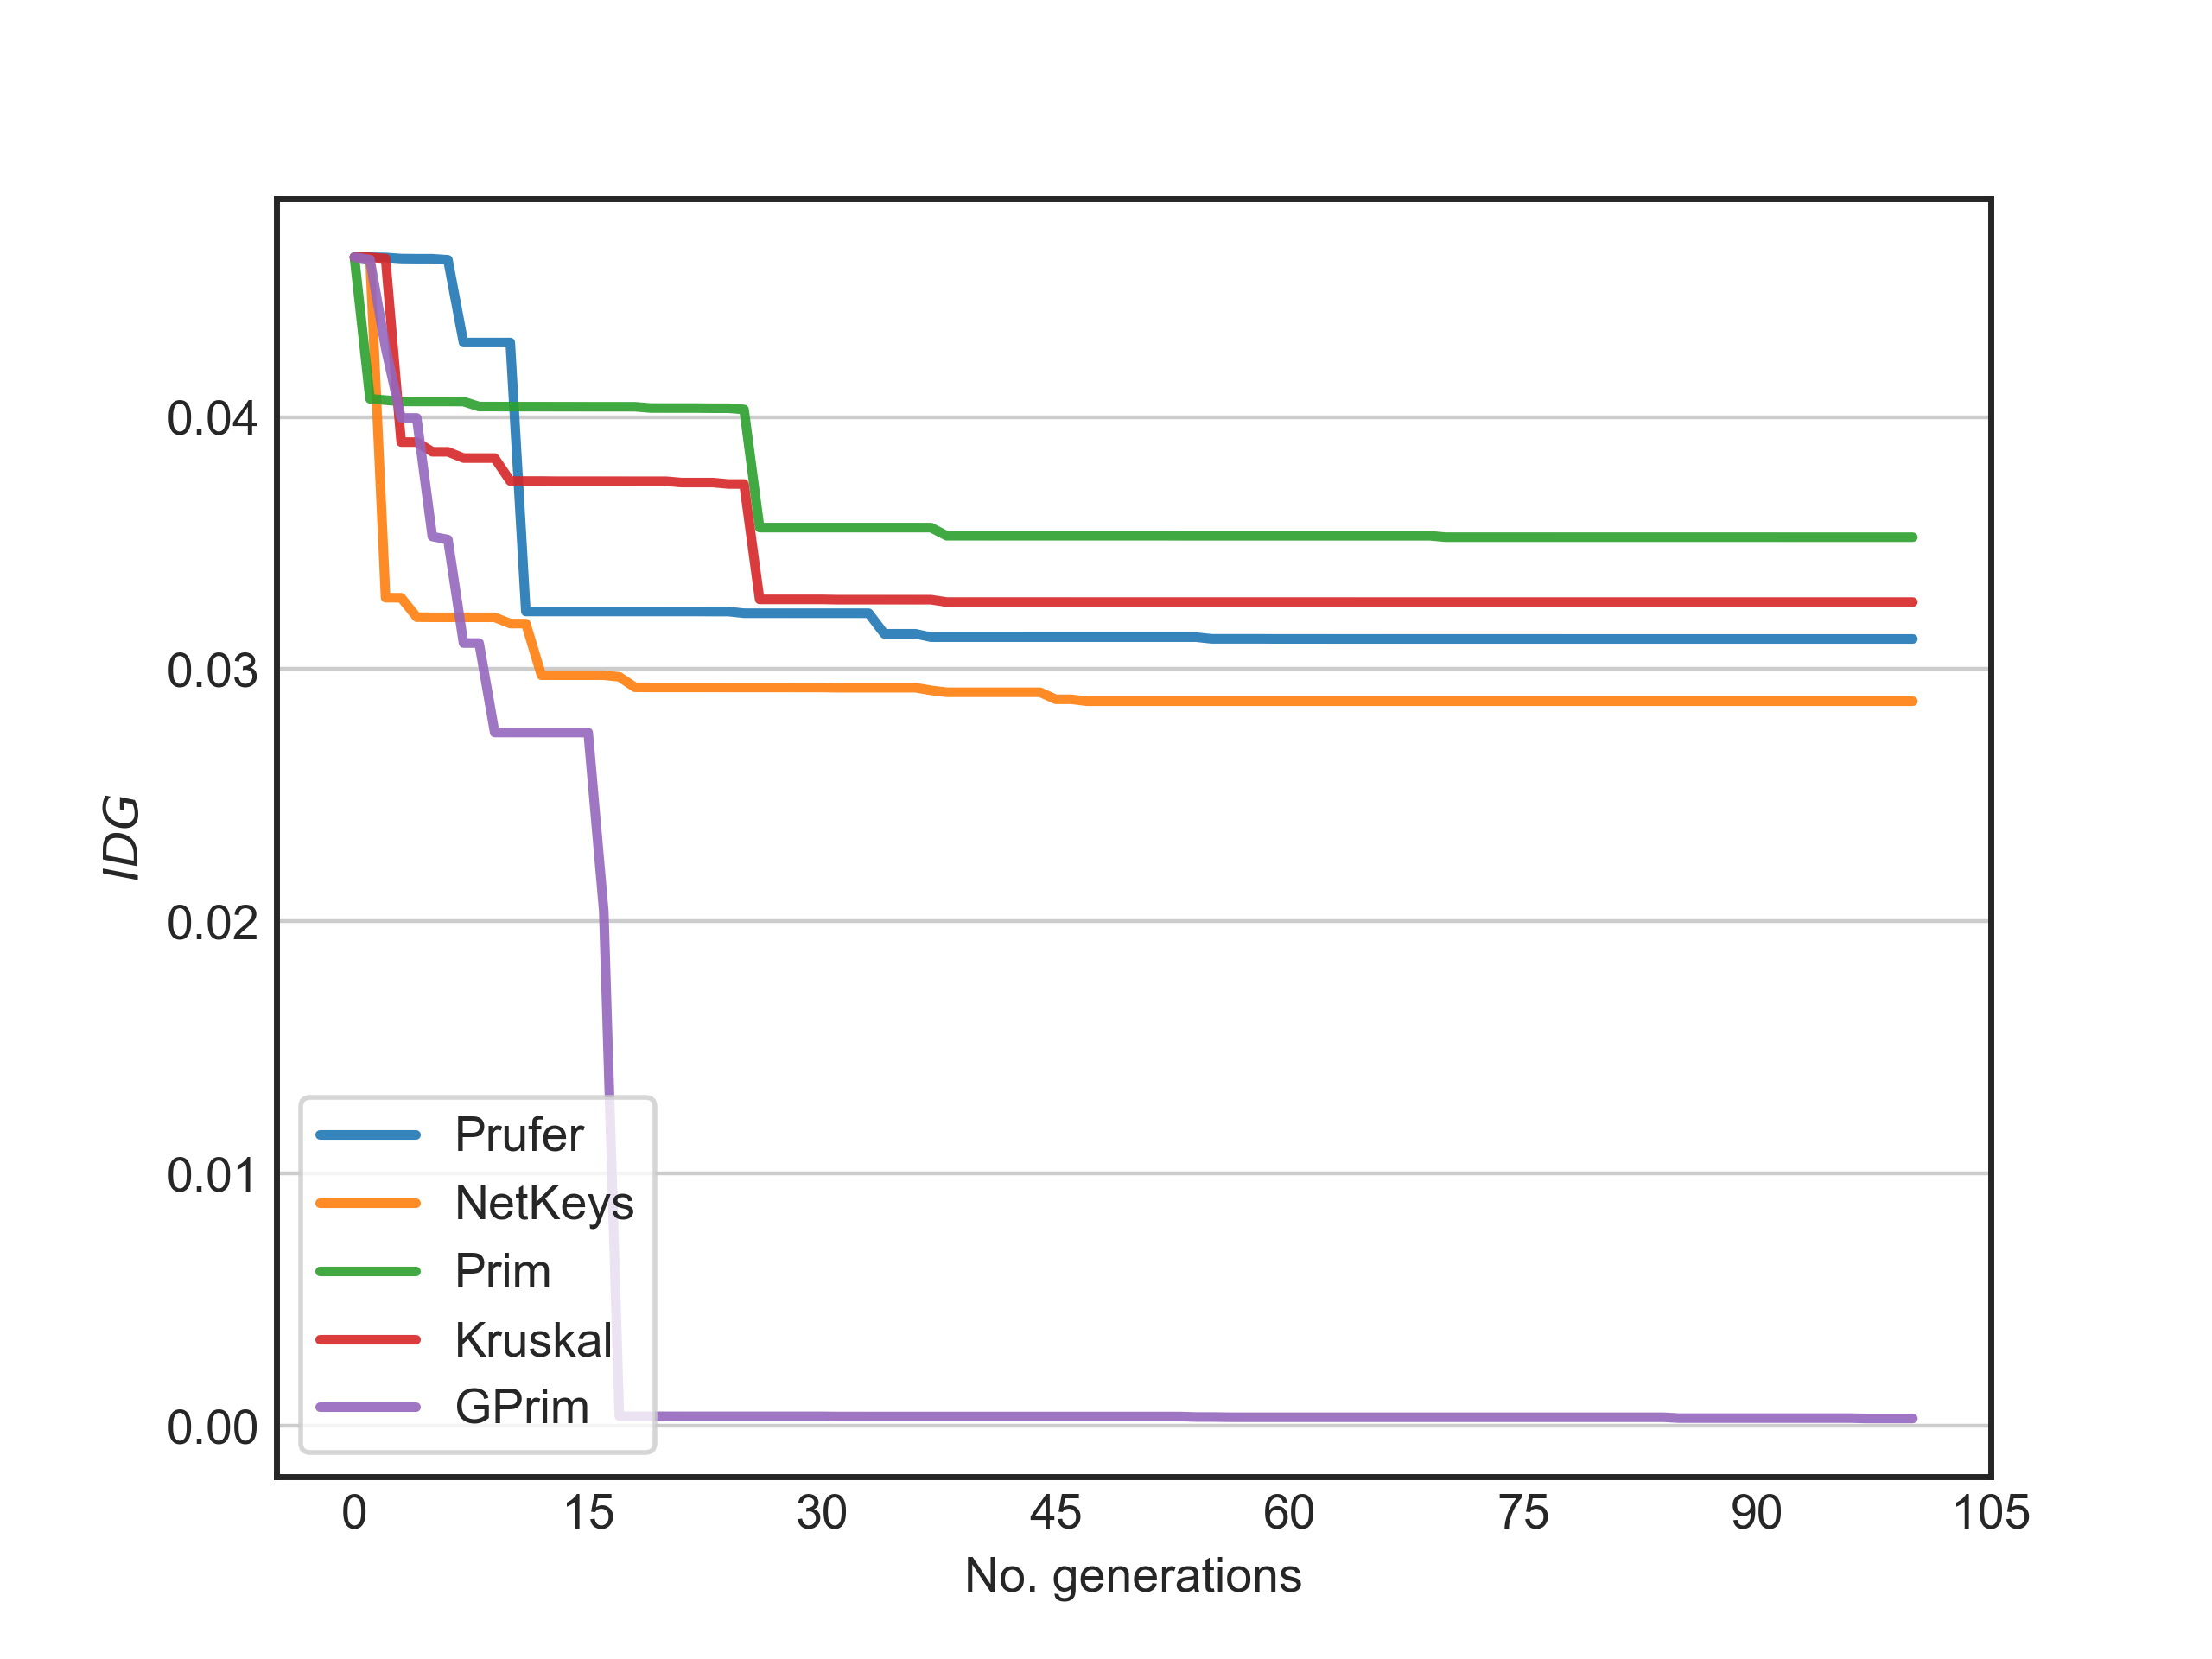 0.04
0.03
0.02
0.01
0.00
IDG
Prufer
NetKeys
Prim
Kruskal
GPrim
0 15 30 45 60 75 90 105
No. generations